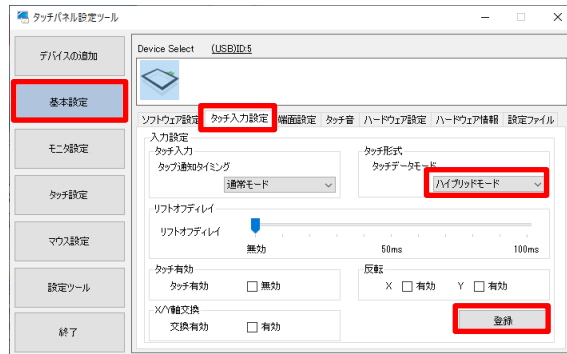 タッチパネル設定ツール
デバイスの追加
基本設定
モニタ設定
タッチ設定
マウス設定
設定ツール
終了
Device Select (USB)ID:5
ソフトウェア設定 タッチ入力設定 端面設定 タッチ音 ハードウェア設定 ハードウェア情報 設定ファイル
入力設定
タッチ入力
タップ通知タイミング
通常モード
タッチ形式
タッチデータモード
ハイブリッドモード
リフトオフディレイ
リフトオフディレイ
無効 50ms 100ms
タッチ有効
タッチ有効 無効
反転
X 有効 Y 有効
X/Y軸交換
交換有効 有効
登録